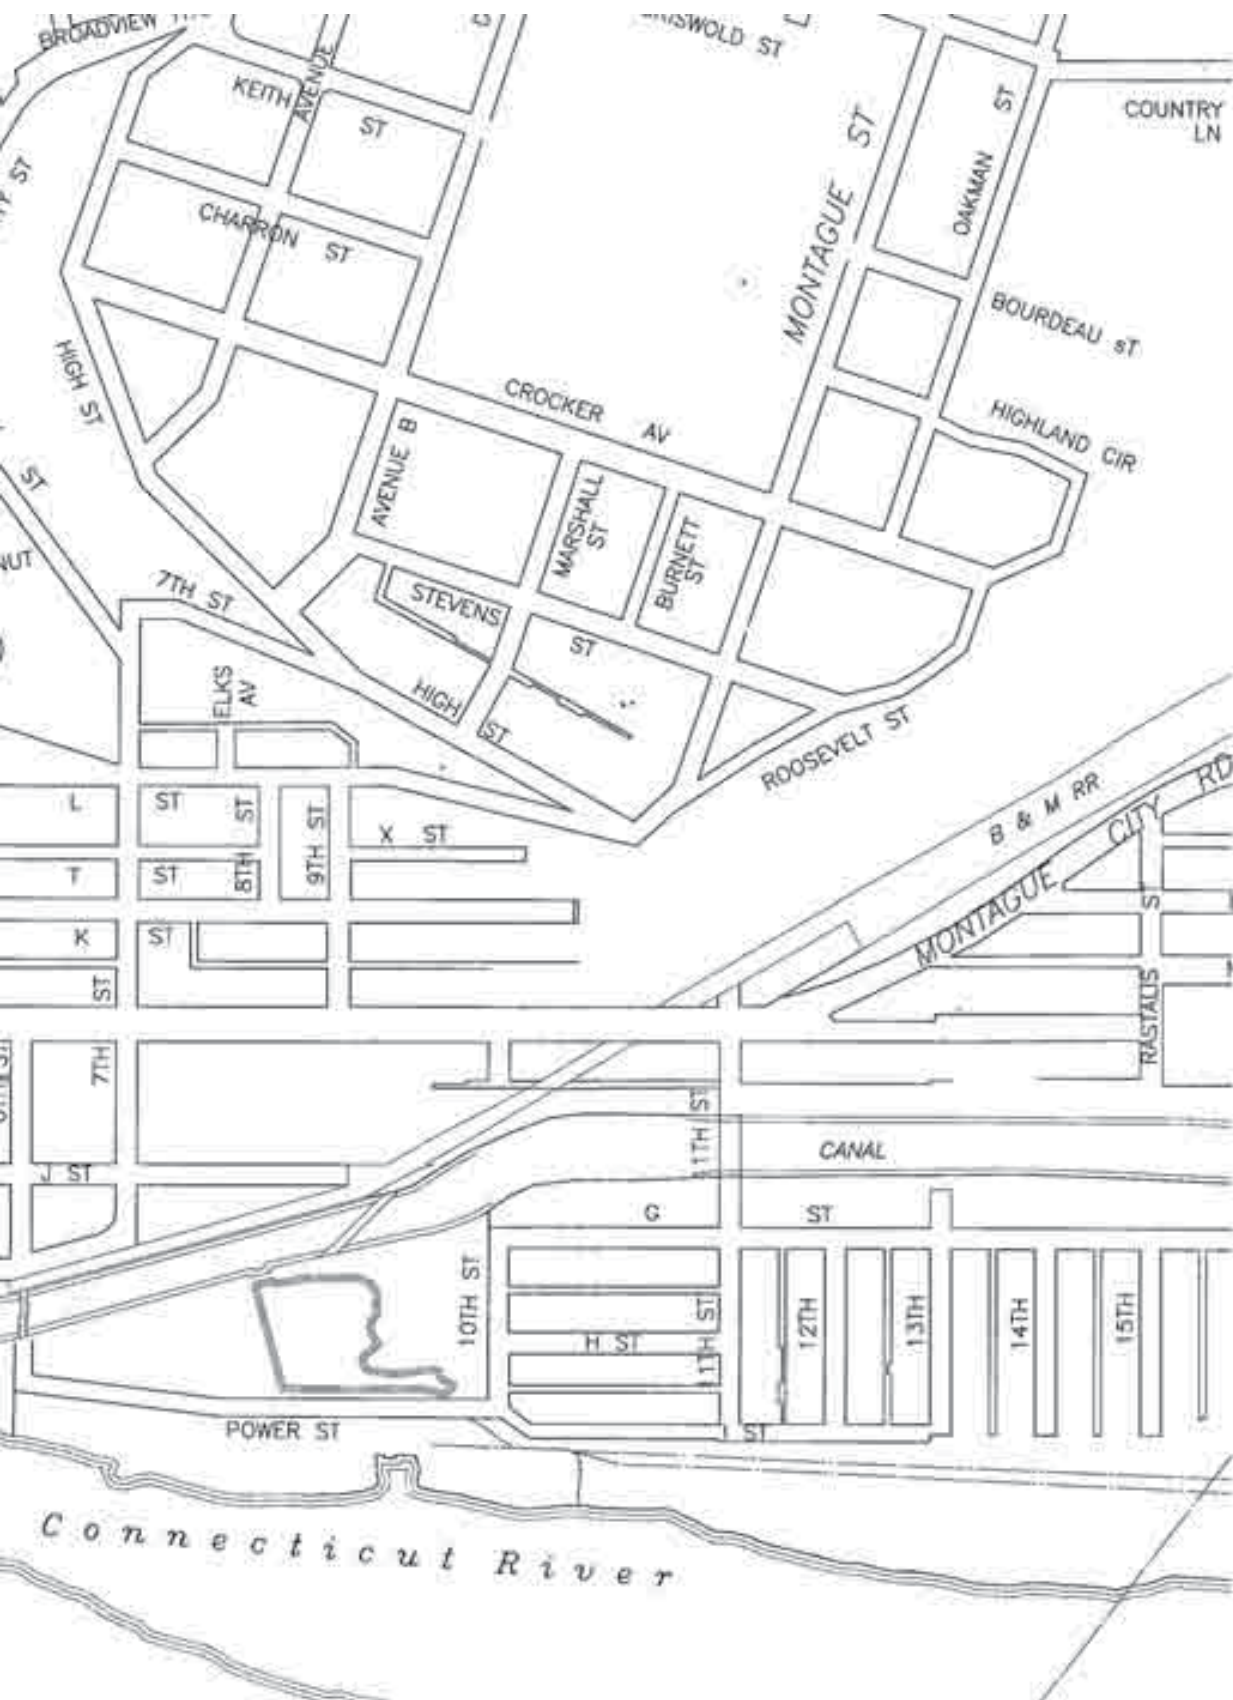 BROADVIEW
ST
KEITH
AVENUE
ST
MONTAGUE ST
OAKMAN ST
COUNTRY
LN
ST
CHARRON ST
BOURDEAU ST
HIGH ST
CROCKER AV
HIGHLAND CIR
AVENUE B
MARSHALL
ST
BURNETT
ST
ST
7TH ST
STEVENS ST
ELKS
AV
HIGH ST
ROOSEVELT ST
B & M RR
MONTAGUE CITY RD
L ST
8TH ST
9TH ST
X ST
T ST
K ST
7TH ST
RASTALIS S
J ST
11TH ST
CANAL
G ST
10TH ST
11TH ST
H ST
12TH
13TH
14TH
15TH
POWER ST
I ST
Connecticut River